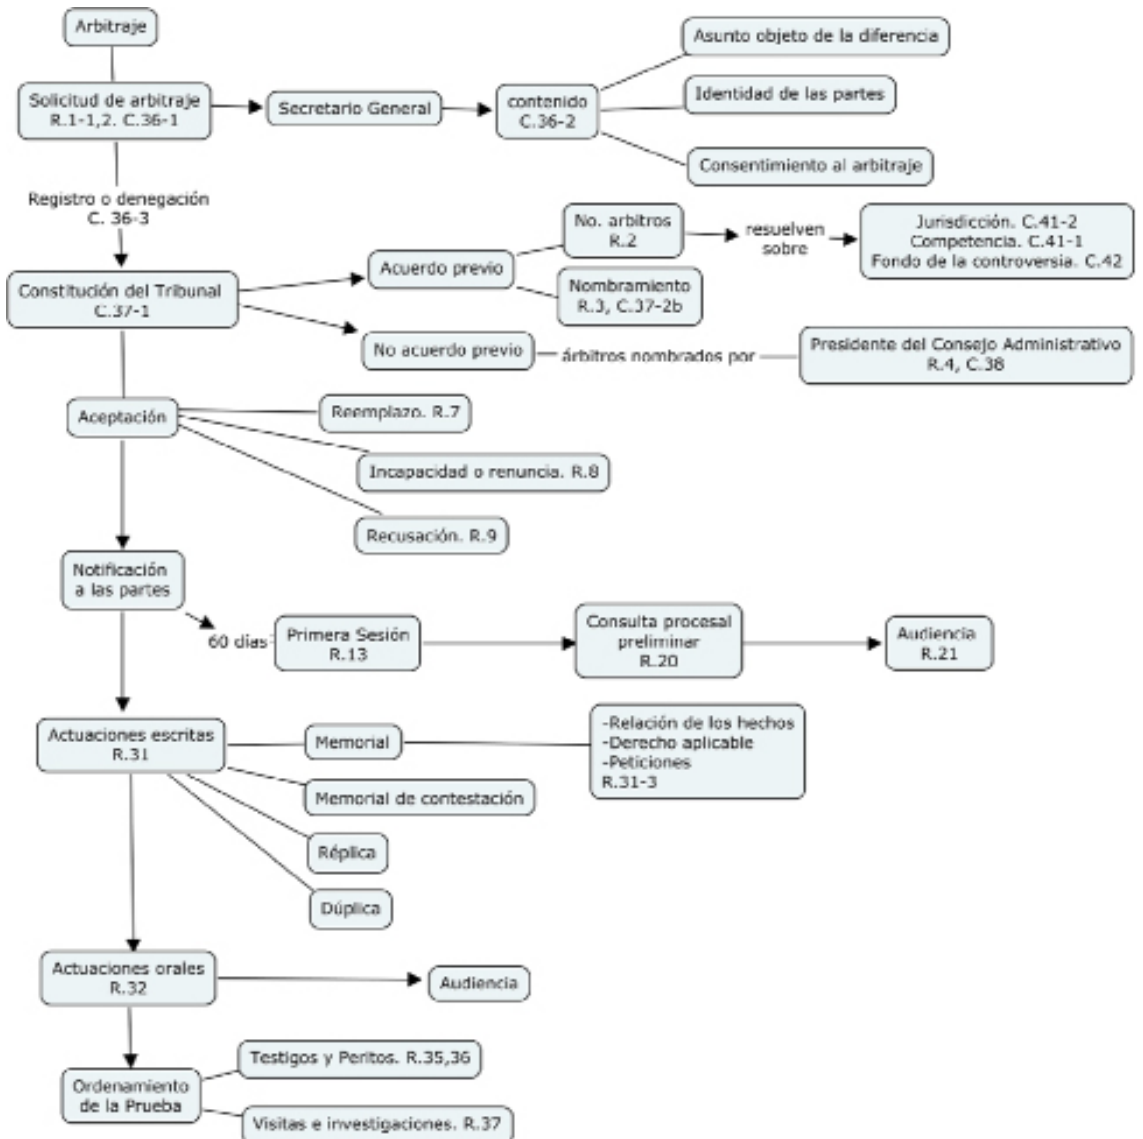 Arbitraje
Solicitud de arbitraje
R.1-1,2. C.36-1
Secretario General
contenido
C.36-2
Asunto objeto de la diferencia
Identidad de las partes
Consentimiento al arbitraje
Registro o denegación
C. 36-3
Constitución del Tribunal
C.37-1
Acuerdo previo
No. arbitros
R.2
resuelven
sobre
Jurisdicción. C.41-2
Competencia. C.41-1
Fondo de la controversia. C.42
Nombramiento
R.3, C.37-2b
No acuerdo previo
árbitros nombrados por
Presidente del Consejo Administrativo
R.4, C.38
Aceptación
Reemplazo. R.7
Incapacidad o renuncia. R.8
Recusación. R.9
Notificación
a las partes
60 días
Primera Sesión
R.13
Consulta procesal
preliminar
R.20
Audiencia
R.21
Actuaciones escritas
R.31
Memorial
-Relación de los hechos
-Derecho aplicable
-Peticiones
R.31-3
Memorial de contestación
Réplica
Dúplica
Actuaciones orales
R.32
Audiencia
Ordenamiento
de la Prueba
Testigos y Peritos. R.35,36
Visitas e investigaciones. R.37